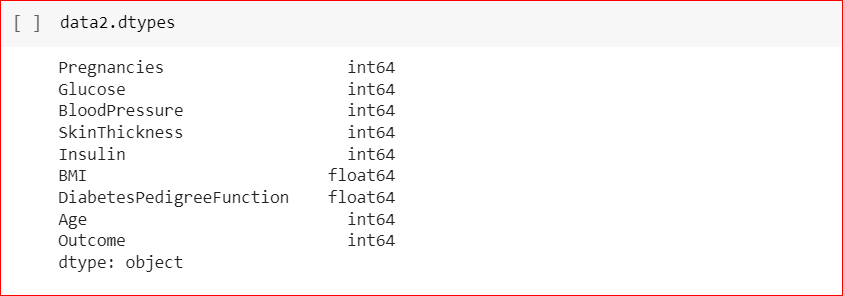 [ ] data2.dtypes
Pregnancies int64
Glucose int64
BloodPressure int64
SkinThickness int64
Insulin int64
BMI float64
DiabetesPedigreeFunction float64
Age int64
Outcome int64
dtype: object